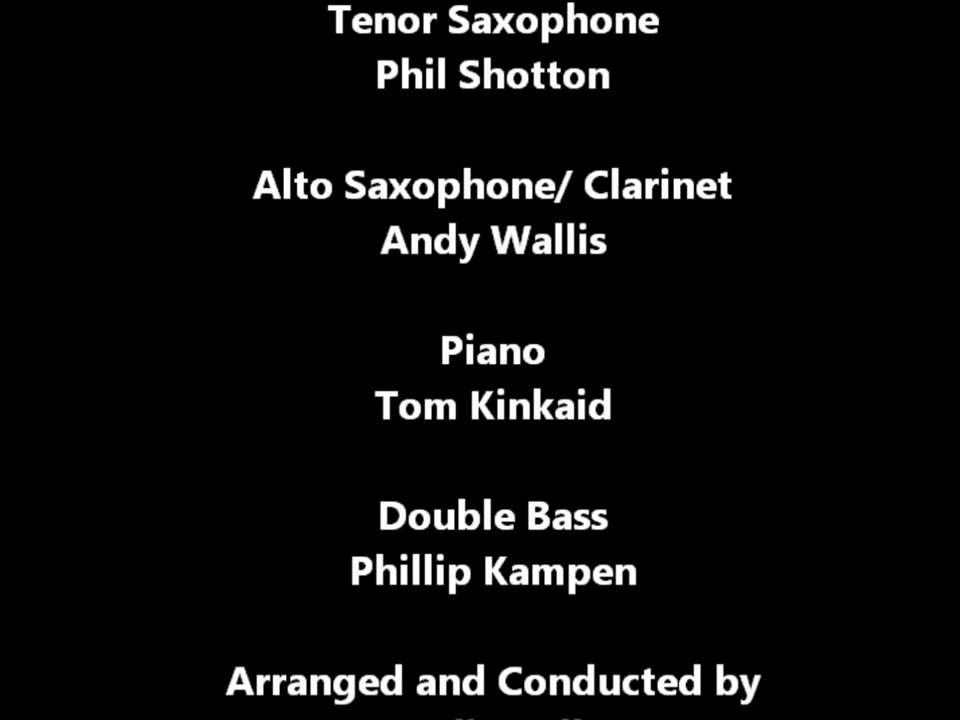 Tenor Saxophone
Phil Shotton
Alto Saxophone/ Clarinet
Andy Wallis
Piano
Tom Kinkaid
Double Bass
Phillip Kampen
Arranged and Conducted by